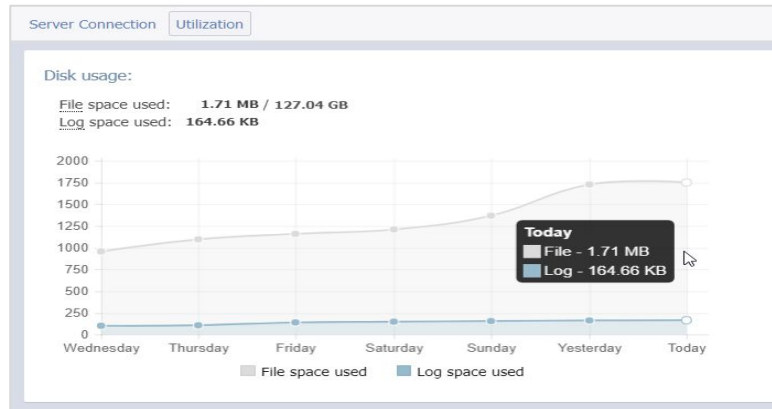 Server Connection Utilization
Disk usage:
File space used: 1.71 MB / 127.04 GB
Log space used: 164.66 KB
2000
1750
1500
1250
1000
750
500
250
0
Today
File - 1.71 MB
Log - 164.66 KB
Wednesday Thursday Friday Saturday Sunday Yesterday Today
File space used Log space used